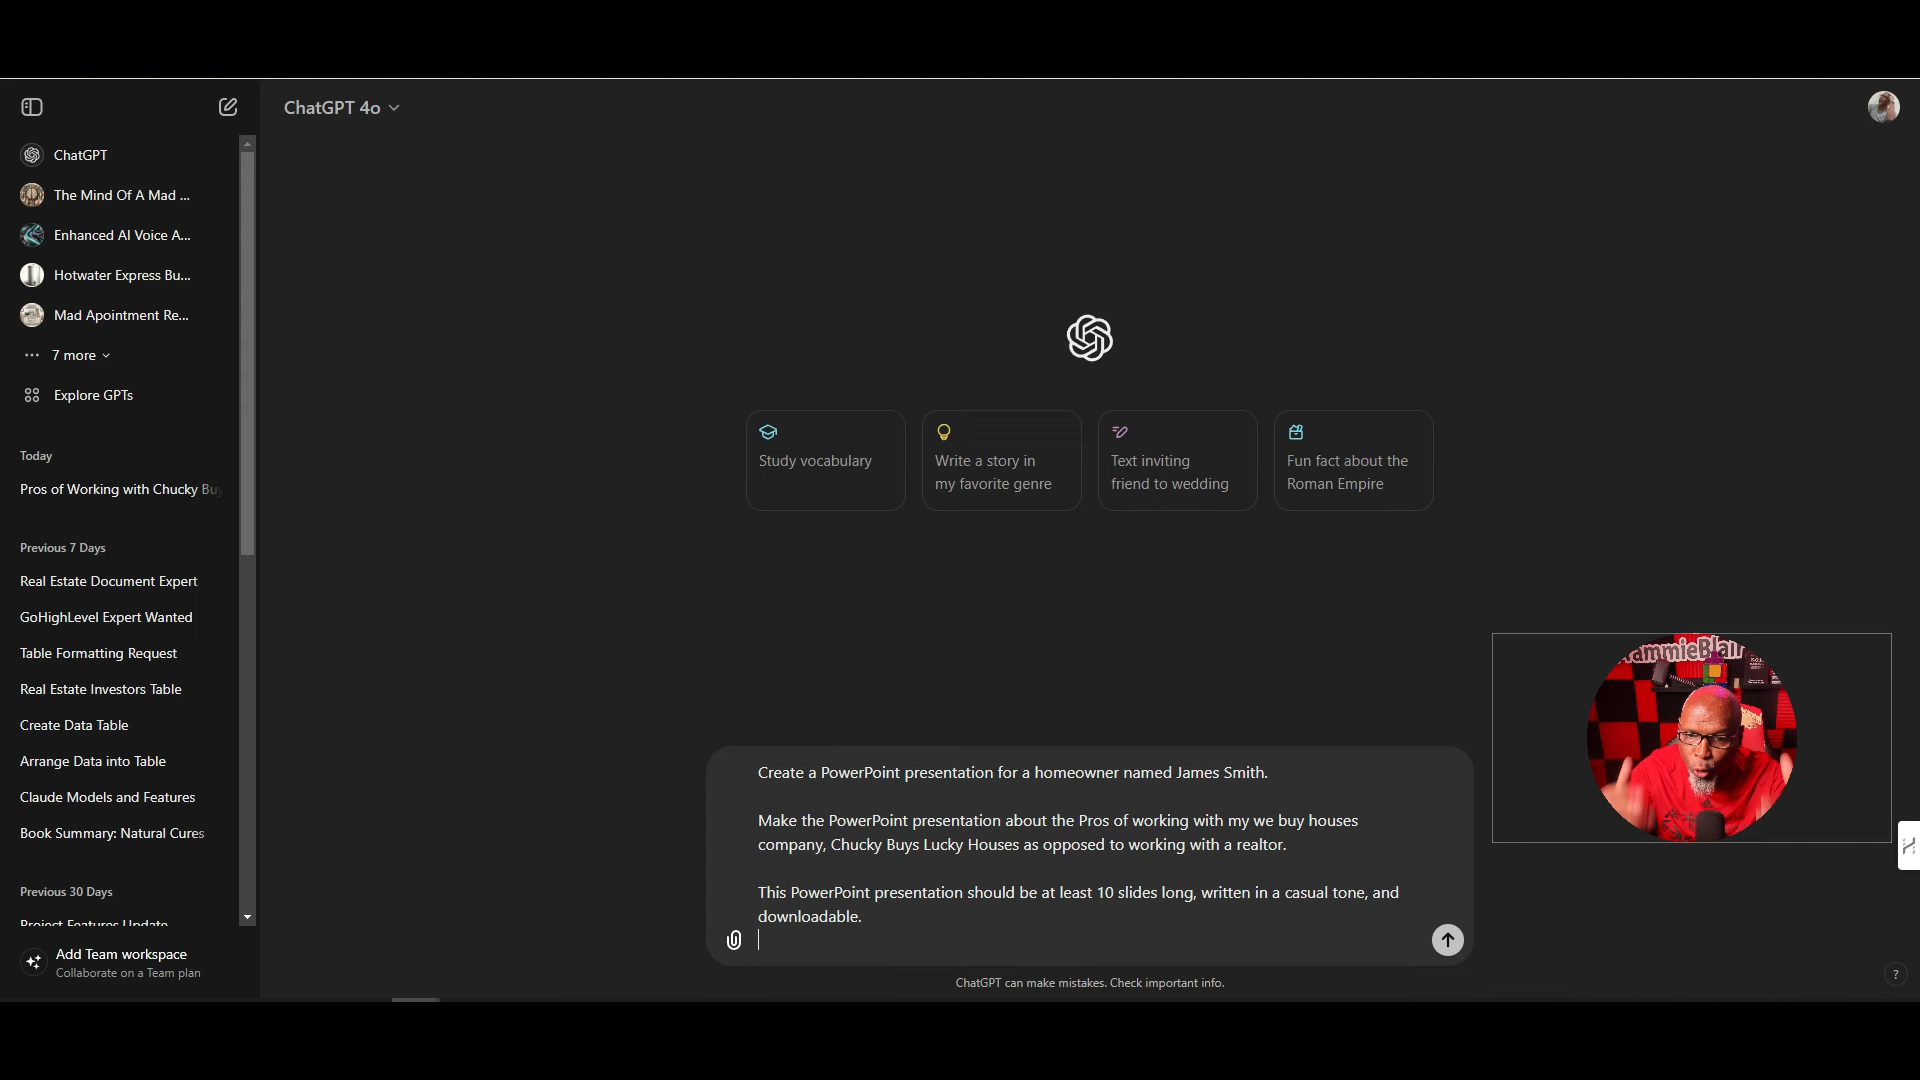 ChatGPT 4o
ChatGPT
The Mind Of A Mad ...
Enhanced AI Voice A...
Hotwater Express Bu...
Mad Apointment Re...
7 more
Explore GPTs
Today
Pros of Working with Chucky Buy
Previous 7 Days
Real Estate Document Expert
GoHighLevel Expert Wanted
Table Formatting Request
Real Estate Investors Table
Create Data Table
Arrange Data into Table
Claude Models and Features
Book Summary: Natural Cures
Previous 30 Days
Project Features Update
Add Team workspace
Collaborate on a Team plan
Study vocabulary
Write a story in
my favorite genre
Text inviting
friend to wedding
Fun fact about the
Roman Empire
Create a PowerPoint presentation for a homeowner named James Smith.
Make the PowerPoint presentation about the Pros of working with my we buy houses
company, Chucky Buys Lucky Houses as opposed to working with a realtor.
This PowerPoint presentation should be at least 10 slides long, written in a casual tone, and
downloadable.
ChatGPT can make mistakes. Check important info.
?